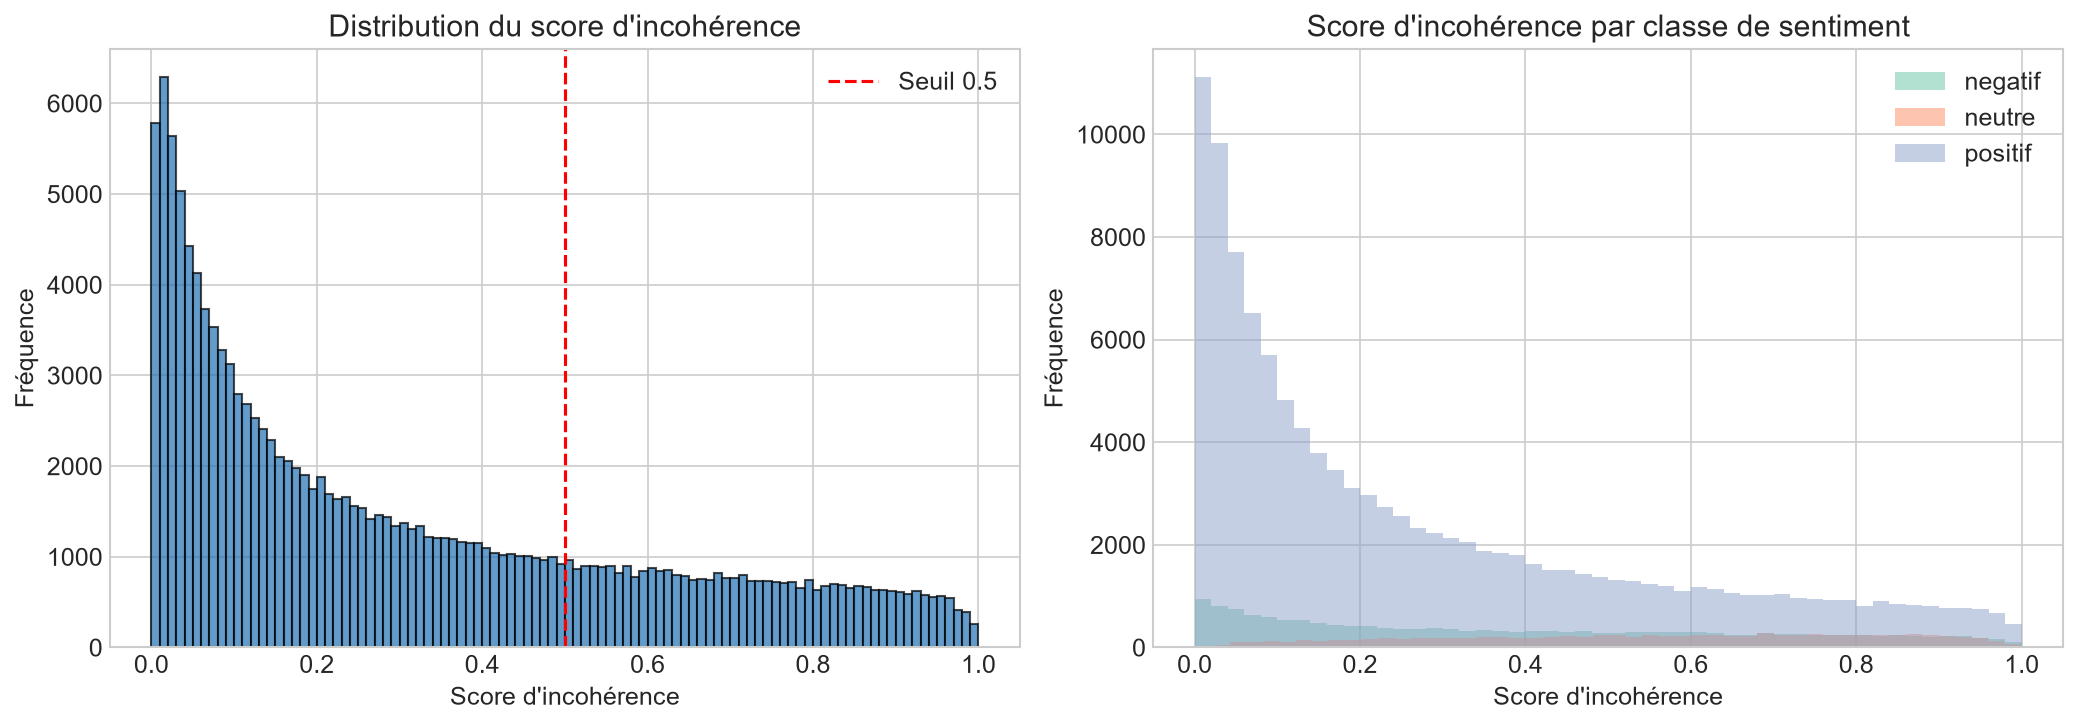 Distribution du score d'incohérence
Fréquence
6000
5000
4000
3000
2000
1000
0
Seuil 0.5
0.0 0.2 0.4 0.6 0.8 1.0
Score d'incohérence
Score d'incohérence par classe de sentiment
Fréquence
10000
8000
6000
4000
2000
0
negatif
neutre
positif
0.0 0.2 0.4 0.6 0.8 1.0
Score d'incohérence